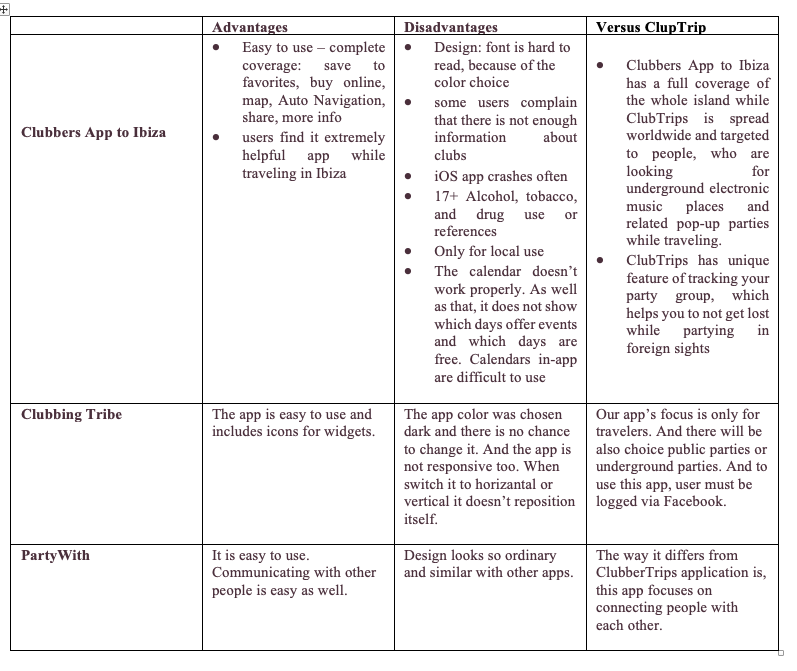 Advantages
Disadvantages
Versus ClupTrip
Clubbers App to Ibiza
Easy to use – complete
coverage: save to
favorites, buy online,
map, Auto Navigation,
share, more info
users find it extremely
helpful app while
traveling in Ibiza
Design: font is hard to
read, because of the
color choice
some users complain
that there is not enough
information about
clubs
iOS app crashes often
17+ Alcohol, tobacco,
and drug use or
references
Only for local use
The calendar doesn't
work properly. As well
as that, it does not show
which days offer events
and which days are
free. Calendars in-app
are difficult to use
Clubbers App to Ibiza
has a full coverage of
the whole island while
ClubTrips is spread
worldwide and targeted
to people, who are
looking for
underground electronic
music places and
related pop-up parties
while traveling.
ClubTrips has unique
feature of tracking your
party group, which
helps you to not get lost
while partying in
foreign sights
Clubbing Tribe
The app is easy to use and
includes icons for widgets.
The app color was chosen
dark and there is no chance
to change it. And the app is
not responsive too. When
switch it to horizantal or
vertical it doesn't reposition
itself.
Our app's focus is only for
travelers. And there will be
also choice public parties or
underground parties. And to
use this app, user must be
logged via Facebook.
PartyWith
It is easy to use.
Communicating with other
people is easy as well.
Design looks so ordinary
and similar with other apps.
The way it differs from
ClubberTrips application is,
this app focuses on
connecting people with
each other.